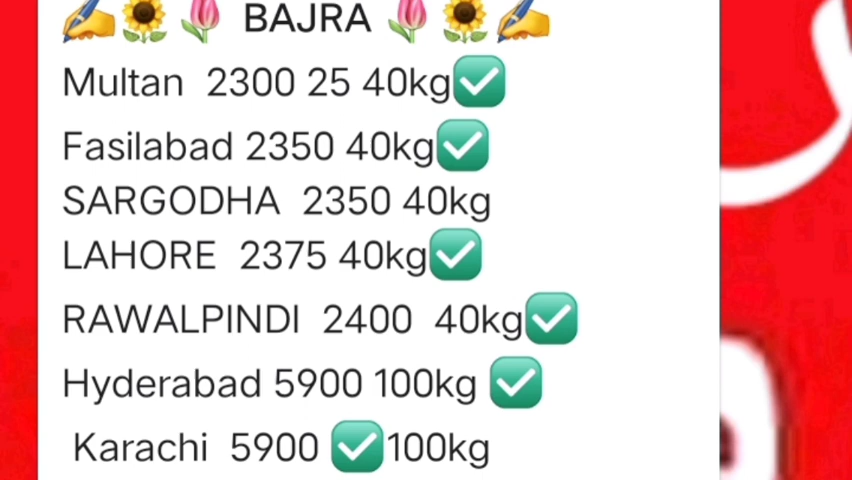 ✍️🌻🌷 BAJRA 🌷🌻✍️
Multan 2300 25 40kg✅
Fasilabad 2350 40kg✅
SARGODHA 2350 40kg
LAHORE 2375 40kg✅
RAWALPINDI 2400 40kg✅
Hyderabad 5900 100kg ✅
Karachi 5900 ✅100kg